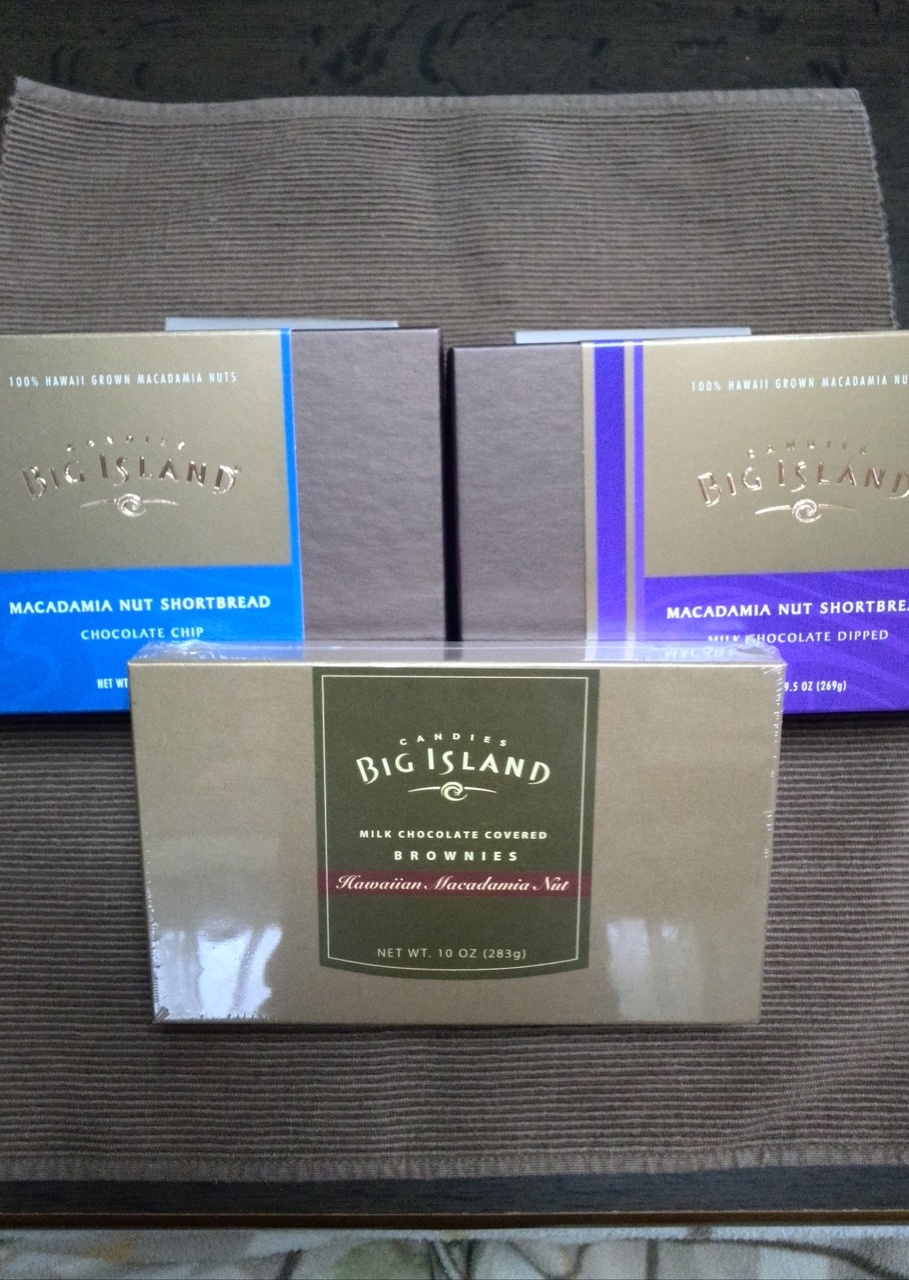 100% HAWAII GROWN MACADAMIA NUTS
CANDIES
BIG ISLAND
MACADAMIA NUT SHORTBREAD
CHOCOLATE CHIP
NET WT
100% HAWAII GROWN MACADAMIA NU
CANDIES
BIG ISLAND
MACADAMIA NUT SHORTBREA
MILK CHOCOLATE DIPPED
9.5 OZ (269g)
CANDIES
BIG ISLAND
MILK CHOCOLATE COVERED
BROWNIES
Hawaiian Macadamia Nut
NET WT. 10 OZ (283g)